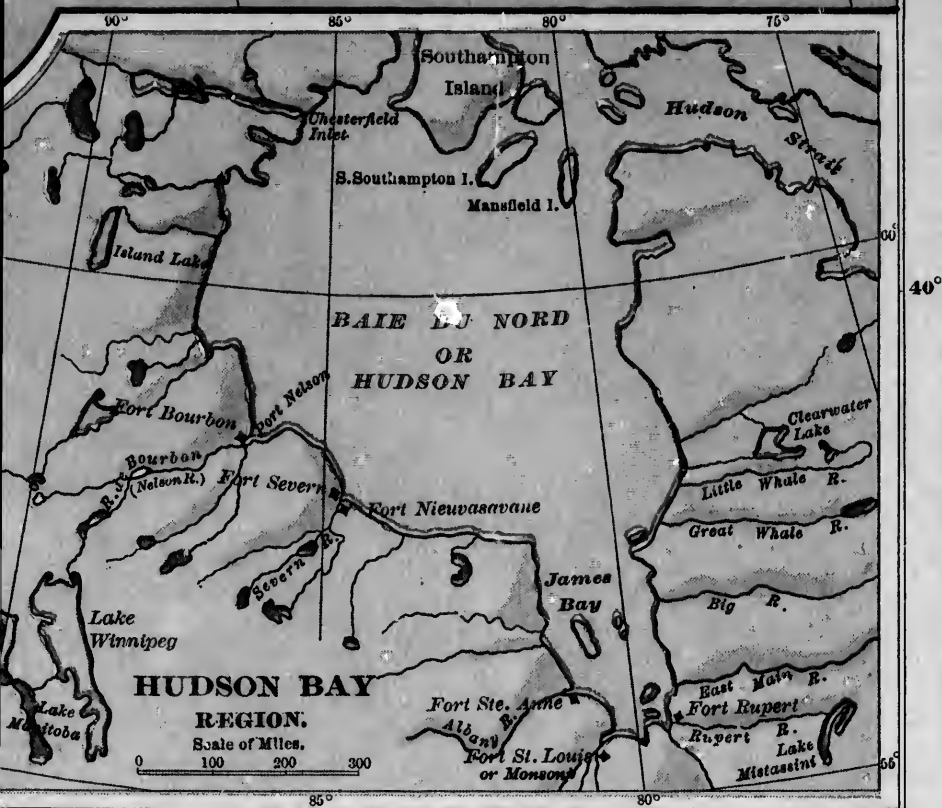 90°
85°
80°
75°
Southampton
Island
Hudson
Strait
Chesterfield
Inlet
S. Southampton I.
Mansfield I.
60°
40°
Island Lake
BAIE DU NORD
OR
HUDSON BAY
Port Nelson
Fort Bourbon
Clearwater
Lake
R. St. Bourbon
(Nelson R.)
Fort Severn
Little Whale R.
Fort Nieuvasavane
Great Whale R.
Severn R.
James
Bay
Big R.
Lake
Winnipeg
HUDSON BAY
REGION.
Scale of Miles.
0 100 200 300
Lake
Manitoba
East Main R.
Fort Ste. Anne
Fort Rupert
Albany R.
Rupert R.
Fort St. Louis
or Monsoni
Lake
Mistassini
55°
85°
80°